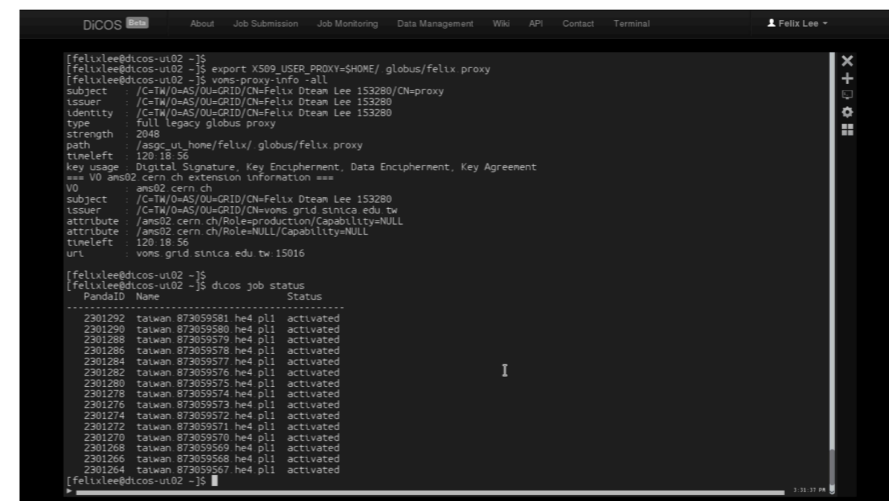 DiCOS Beta About Job Submission Job Monitoring Data Management Wiki API Contact Terminal Felix Lee
[felixlee@dicos-ui02 ~]$
[felixlee@dicos-ui02 ~]$ export X509_USER_PROXY=$HOME/.globus/felix.proxy
[felixlee@dicos-ui02 ~]$ voms-proxy-info -all
subject : /C=TW/O=AS/OU=GRID/CN=Felix Dteam Lee 153280/CN=proxy
issuer : /C=TW/O=AS/OU=GRID/CN=Felix Dteam Lee 153280
identity : /C=TW/O=AS/OU=GRID/CN=Felix Dteam Lee 153280
type : full legacy globus proxy
strength : 2048
path : /asgc_ui_home/felix/.globus/felix.proxy
timeleft : 120:18:56
key usage : Digital Signature, Key Encipherment, Data Encipherment, Key Agreement
=== VO ams02.cern.ch extension information ===
VO : ams02.cern.ch
subject : /C=TW/O=AS/OU=GRID/CN=Felix Dteam Lee 153280
issuer : /C=TW/O=AS/OU=GRID/CN=voms.grid.sinica.edu.tw
attribute : /ams02.cern.ch/Role=production/Capability=NULL
attribute : /ams02.cern.ch/Role=NULL/Capability=NULL
timeleft : 120:18:56
uri : voms.grid.sinica.edu.tw:15016
[felixlee@dicos-ui02 ~]$
[felixlee@dicos-ui02 ~]$ dicos job status
PandaID Name Status
----------------------------------------
2301292 taiwan.873059581.he4.pl1 activated
2301290 taiwan.873059580.he4.pl1 activated
2301288 taiwan.873059579.he4.pl1 activated
2301286 taiwan.873059578.he4.pl1 activated
2301284 taiwan.873059577.he4.pl1 activated
2301282 taiwan.873059576.he4.pl1 activated
2301280 taiwan.873059575.he4.pl1 activated
2301278 taiwan.873059574.he4.pl1 activated
2301276 taiwan.873059573.he4.pl1 activated
2301274 taiwan.873059572.he4.pl1 activated
2301272 taiwan.873059571.he4.pl1 activated
2301270 taiwan.873059570.he4.pl1 activated
2301268 taiwan.873059569.he4.pl1 activated
2301266 taiwan.873059568.he4.pl1 activated
2301264 taiwan.873059567.he4.pl1 activated
[felixlee@dicos-ui02 ~]$
3:31:37 PM